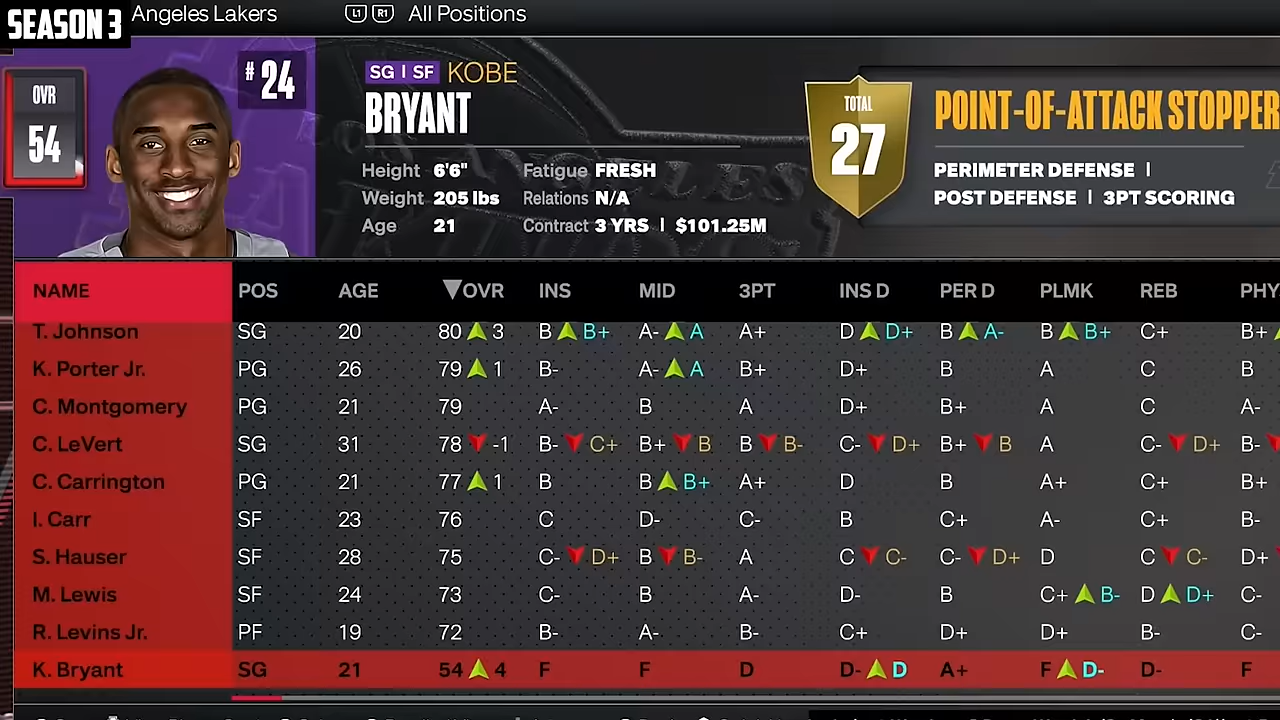 SEASON 3
Angeles Lakers L1 R1 All Positions
OVR
54
#24
SG | SF KOBE
BRYANT
Height 6'6" Fatigue FRESH
Weight 205 lbs Relations N/A
Age 21 Contract 3 YRS | $101.25M
TOTAL
27
POINT-OF-ATTACK STOPPER
PERIMETER DEFENSE |
POST DEFENSE | 3PT SCORING
NAME POS AGE OVR INS MID 3PT INS D PER D PLMK REB PHY
T. Johnson SG 20 80 3 B B+ A- A A+ D D+ B A- B B+ C+ B+
K. Porter Jr. PG 26 79 1 B- A- A B+ D+ B A C B
C. Montgomery PG 21 79 A- B A D+ B+ A C A-
C. LeVert SG 31 78 -1 B- C+ B+ B B B- C- D+ B+ B A C- D+ B-
C. Carrington PG 21 77 1 B B B+ A+ D B A+ C+ B+
I. Carr SF 23 76 C D- C- B C+ A- C+ B-
S. Hauser SF 28 75 C- D+ B B- A C C- C- D+ D C C- D+
M. Lewis SF 24 73 C- B A- D- B C+ B- D D+ C-
R. Levins Jr. PF 19 72 B- A- B- C+ D+ D+ B- C-
K. Bryant SG 21 54 4 F F D D- D A+ F D- D- F